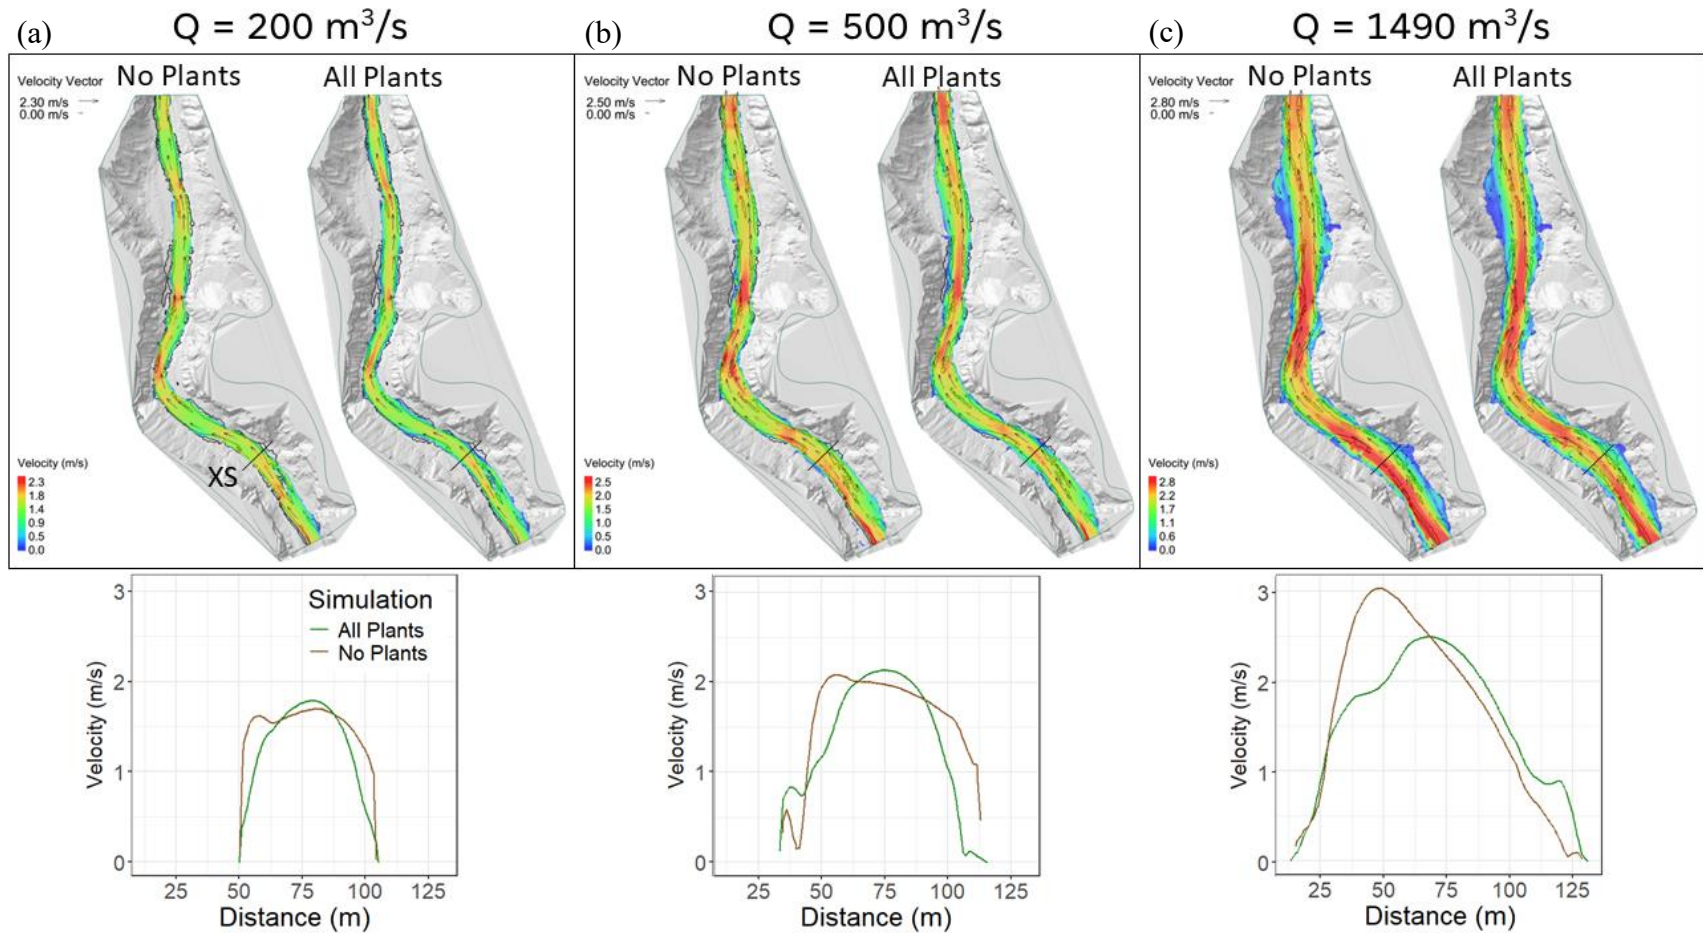 (a) Q = 200 m³/s
(b) Q = 500 m³/s
(c) Q = 1490 m³/s
Velocity Vector No Plants All Plants
2.30 m/s
0.00 m/s
Velocity (m/s)
2.3
1.8
1.4
0.9
0.5
0.0
XS
Velocity Vector No Plants All Plants
2.50 m/s
0.00 m/s
Velocity (m/s)
2.5
2.0
1.5
1.0
0.5
0.0
Velocity Vector No Plants All Plants
2.80 m/s
0.00 m/s
Velocity (m/s)
2.8
2.2
1.7
1.1
0.6
0.0
3
2
1
0
Velocity (m/s)
Simulation
All Plants
No Plants
25 50 75 100 125
Distance (m)
3
2
1
0
Velocity (m/s)
25 50 75 100 125
Distance (m)
3
2
1
0
Velocity (m/s)
25 50 75 100 125
Distance (m)